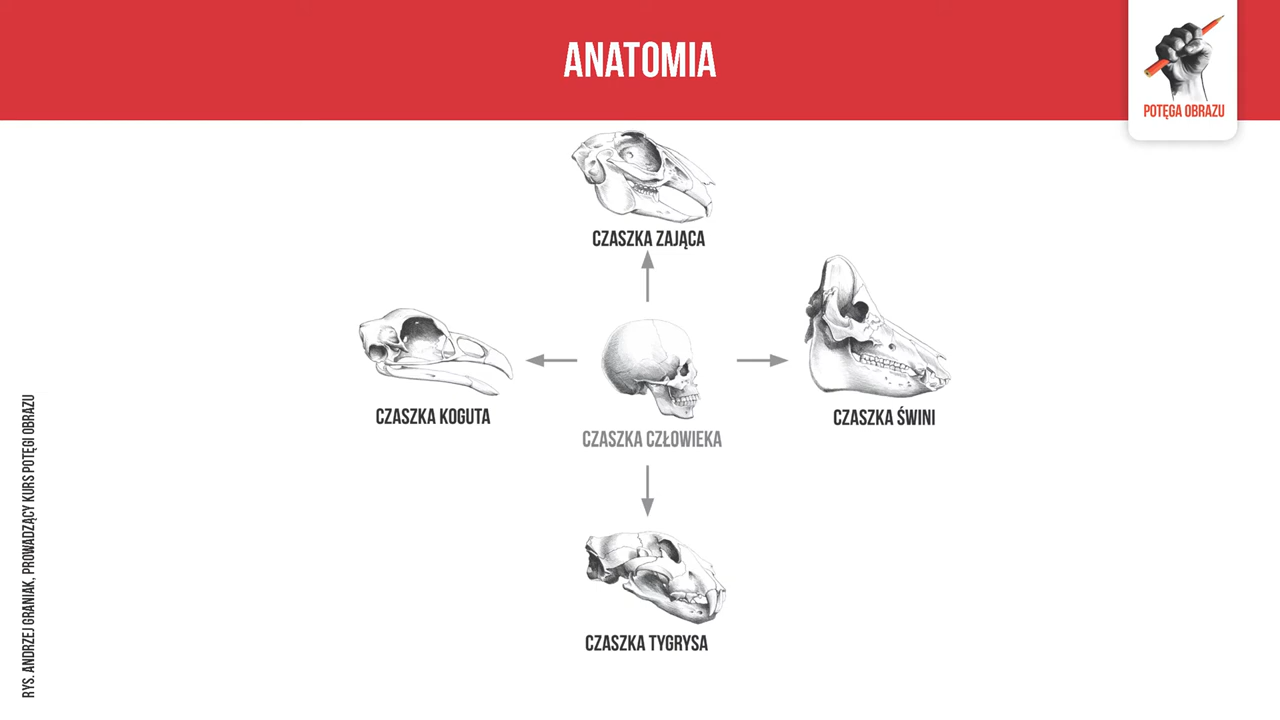 ANATOMIA
POTĘGA OBRAZU
CZASZKA ZAJĄCA
CZASZKA KOGUTA
CZASZKA ŚWINI
CZASZKA CZŁOWIEKA
CZASZKA TYGRYSA
RYS. ANDRZEJ GRANIAK, PROWADZĄCY KURS POTĘGI OBRAZU